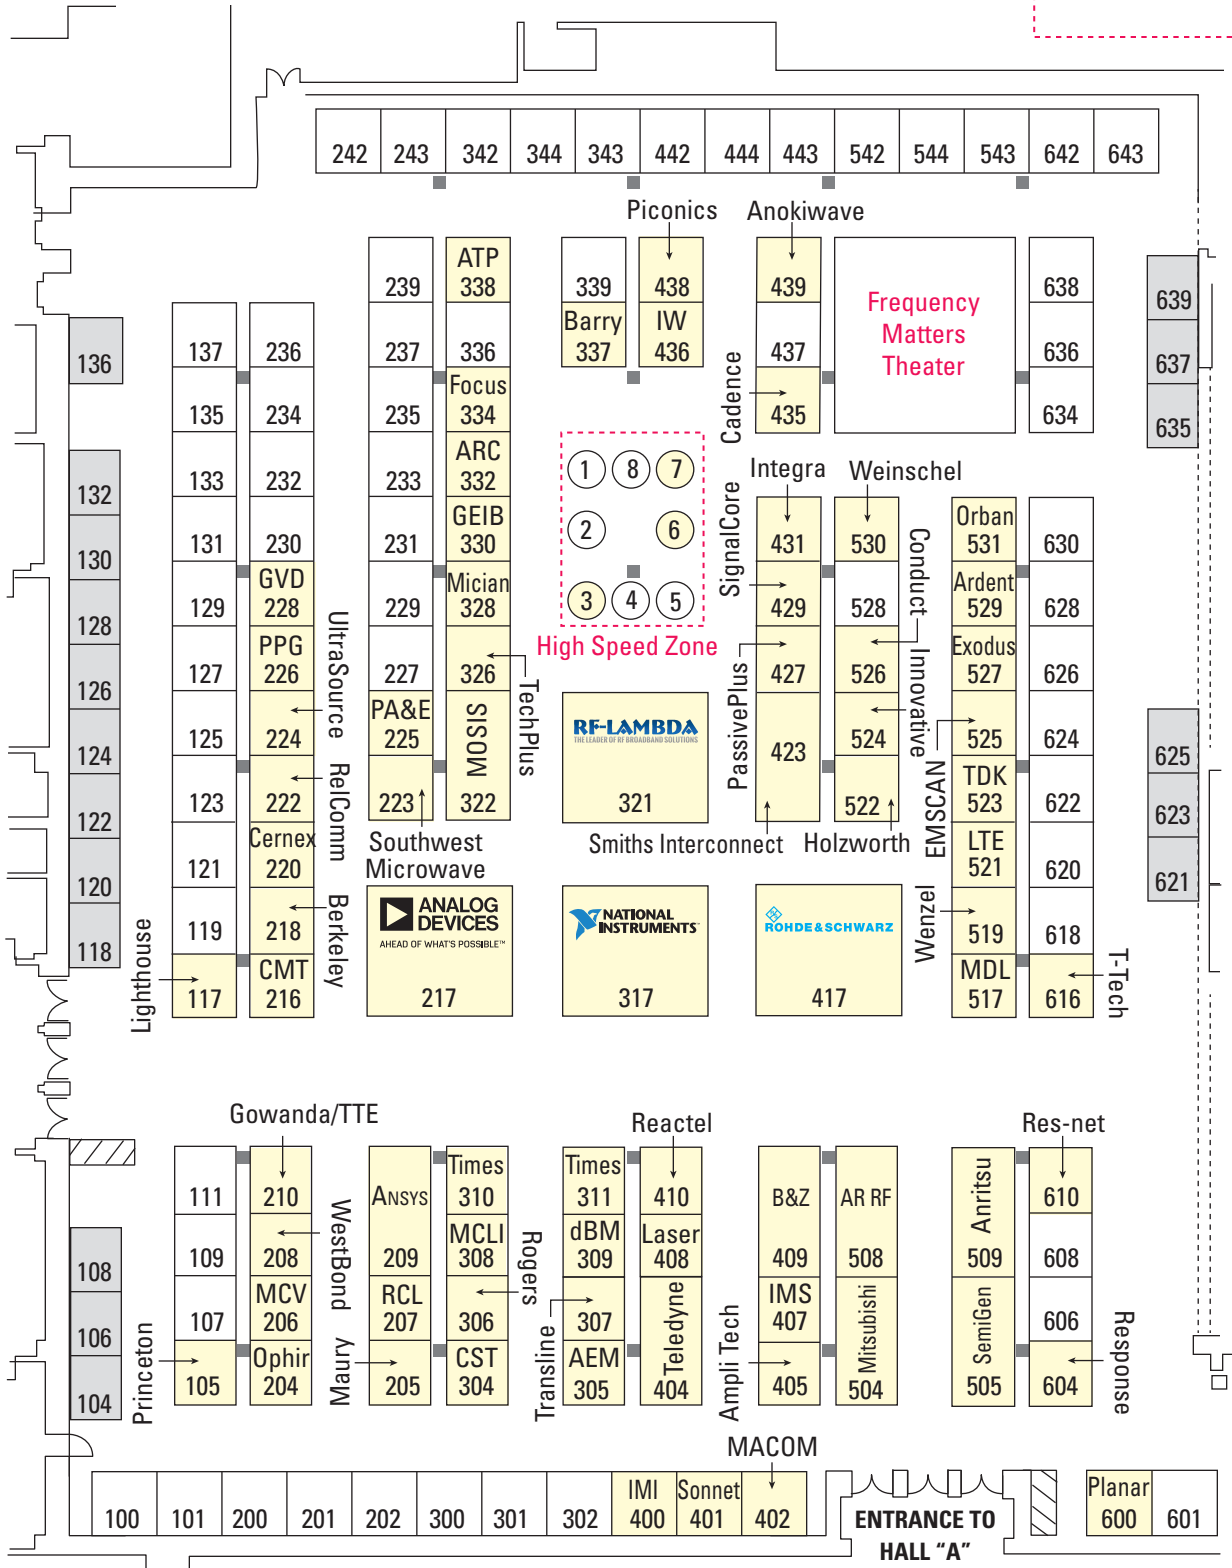 242 243 342 344 343 442 444 443 542 544 543 642 643
Piconics
Anokiwave
239
ATP
338
339
438
439
638
639
Frequency
Matters
Theater
137
236
237
336
Barry
337
IW
436
437
636
637
136
Cadence
135
234
235
Focus
334
435
634
635
132
133
232
233
ARC
332
1
8
7
Integra
Weinschel
130
131
230
231
GEIB
330
2
6
SignalCore
431
530
Conduct
Orban
531
630
128
129
GVD
228
229
Mician
328
3
4
5
429
528
Ardent
529
628
High Speed Zone
126
127
PPG
226
UltraSource
227
326
TechPlus
PassivePlus
427
526
Innovative
Exodus
527
626
124
125
224
PA&E
225
MOSIS
322
RF-LAMBDA
THE LEADER OF RF BROADBAND SOLUTIONS
321
423
524
EMSCAN
525
624
625
122
123
222
RelComm
223
522
TDK
523
622
623
Southwest
Microwave
Smiths Interconnect
Holzworth
120
121
Cernex
220
LTE
521
620
621
118
119
218
Berkeley
ANALOG
DEVICES
AHEAD OF WHAT'S POSSIBLE™
217
NATIONAL
INSTRUMENTS
317
ROHDE & SCHWARZ
417
Wenzel
519
618
Lighthouse
117
CMT
216
MDL
517
616
T-Tech
Gowanda/TTE
Reactel
Res-net
111
210
ANSYS
209
Times
310
Times
311
410
B&Z
409
AR RF
508
Anritsu
509
610
108
109
208
WestBond
MCLI
308
Rogers
dBM
309
Laser
408
608
106
107
MCV
206
RCL
207
306
Transline
307
Teledyne
404
IMS
407
Mitsubishi
504
SemiGen
505
606
104
Princeton
105
Ophir
204
Maury
205
CST
304
AEM
305
Ampli Tech
405
604
Response
MACOM
100 101 200 201 202 300 301 302
IMI
400
Sonnet
401
402
ENTRANCE TO
HALL "A"
Planar
600
601